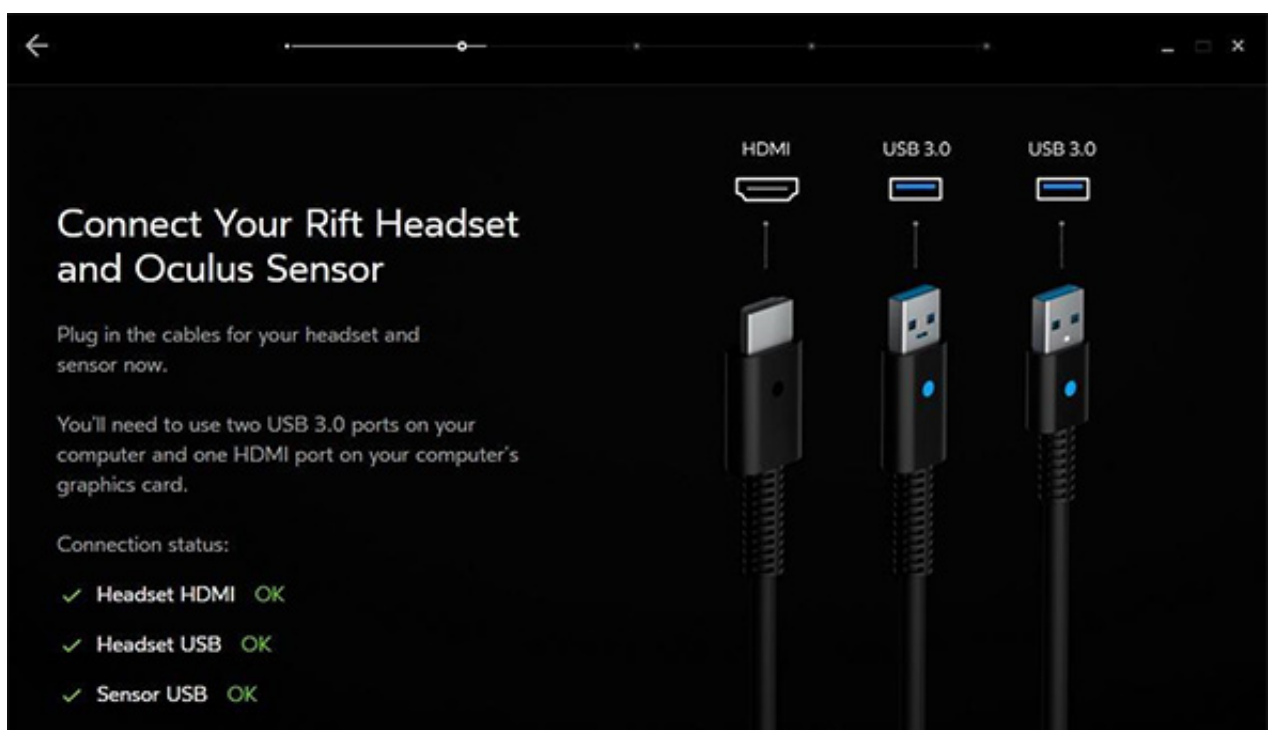 HDMI USB 3.0 USB 3.0
Connect Your Rift Headset
and Oculus Sensor
Plug in the cables for your headset and
sensor now.
You'll need to use two USB 3.0 ports on your
computer and one HDMI port on your computer's
graphics card.
Connection status:
Headset HDMI OK
Headset USB OK
Sensor USB OK